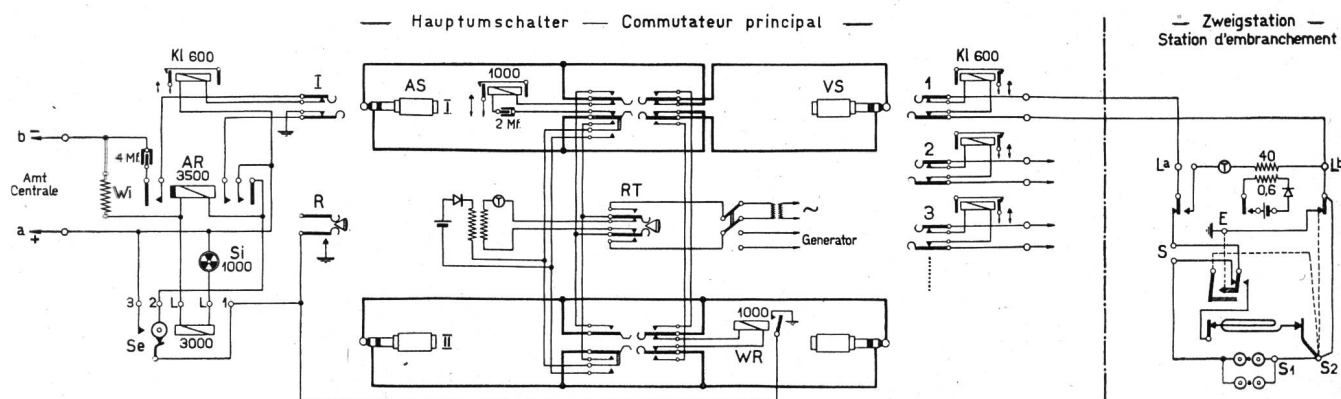 Hauptumschalter — Commutateur principal
Zweigstation
Station d'embranchement
Kl 600
I
b
−
Amt
Centrale
a
+
Wi
4 Mf.
AR
3500
Si
1000
3 2 L L 1
Se
3000
R
AS
I
1000
2 Mf.
VS
RT
~
Generator
II
1000
WR
1
Kl 600
2
3
La
Lb
T
40
0,6
T
E
S
S1
S2